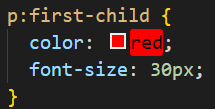 p:first-child {
  color: red;
  font-size: 30px;
}